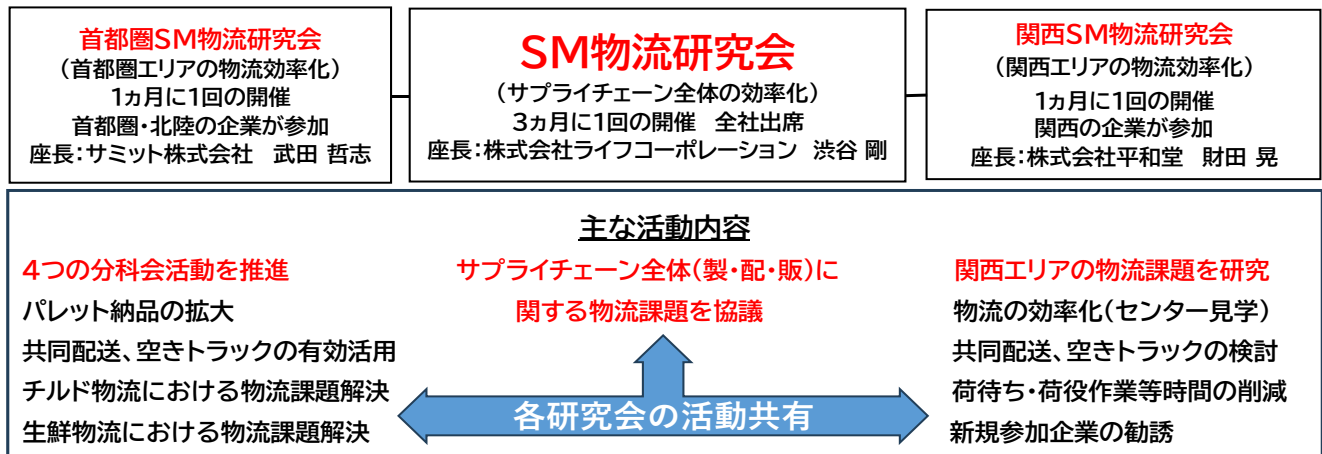 首都圏SM物流研究会
(首都圏エリアの物流効率化)
1ヵ月に1回の開催
首都圏・北陸の企業が参加
座長:サミット株式会社 武田 哲志
SM物流研究会
(サプライチェーン全体の効率化)
3ヵ月に1回の開催 全社出席
座長:株式会社ライフコーポレーション 渋谷 剛
関西SM物流研究会
(関西エリアの物流効率化)
1ヵ月に1回の開催
関西の企業が参加
座長:株式会社平和堂 財田 晃
主な活動内容
4つの分科会活動を推進
パレット納品の拡大
共同配送、空きトラックの有効活用
チルド物流における物流課題解決
生鮮物流における物流課題解決
サプライチェーン全体(製・配・販)に
関する物流課題を協議
関西エリアの物流課題を研究
物流の効率化(センター見学)
共同配送、空きトラックの検討
荷待ち・荷役作業等時間の削減
新規参加企業の勧誘
各研究会の活動共有